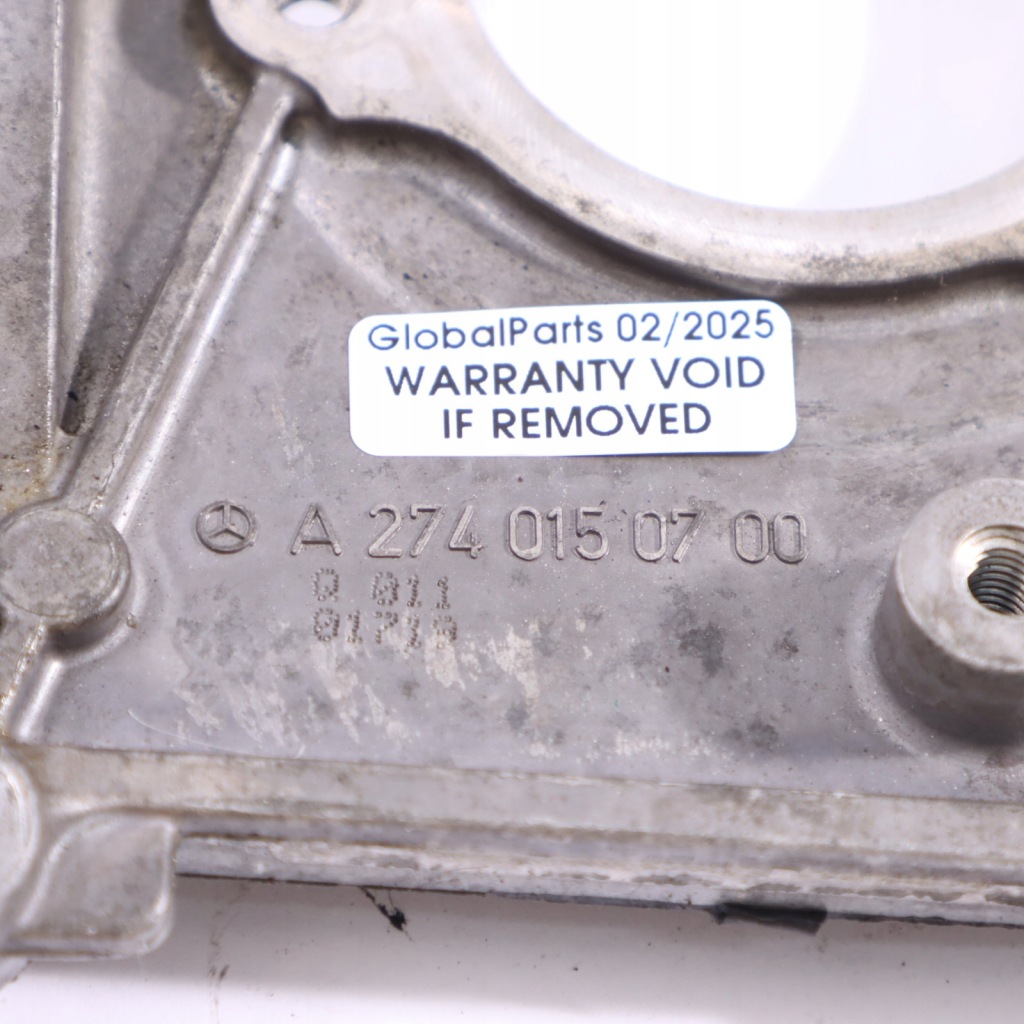 GlobalParts 02/2025
WARRANTY VOID
IF REMOVED
A 274 015 07 00